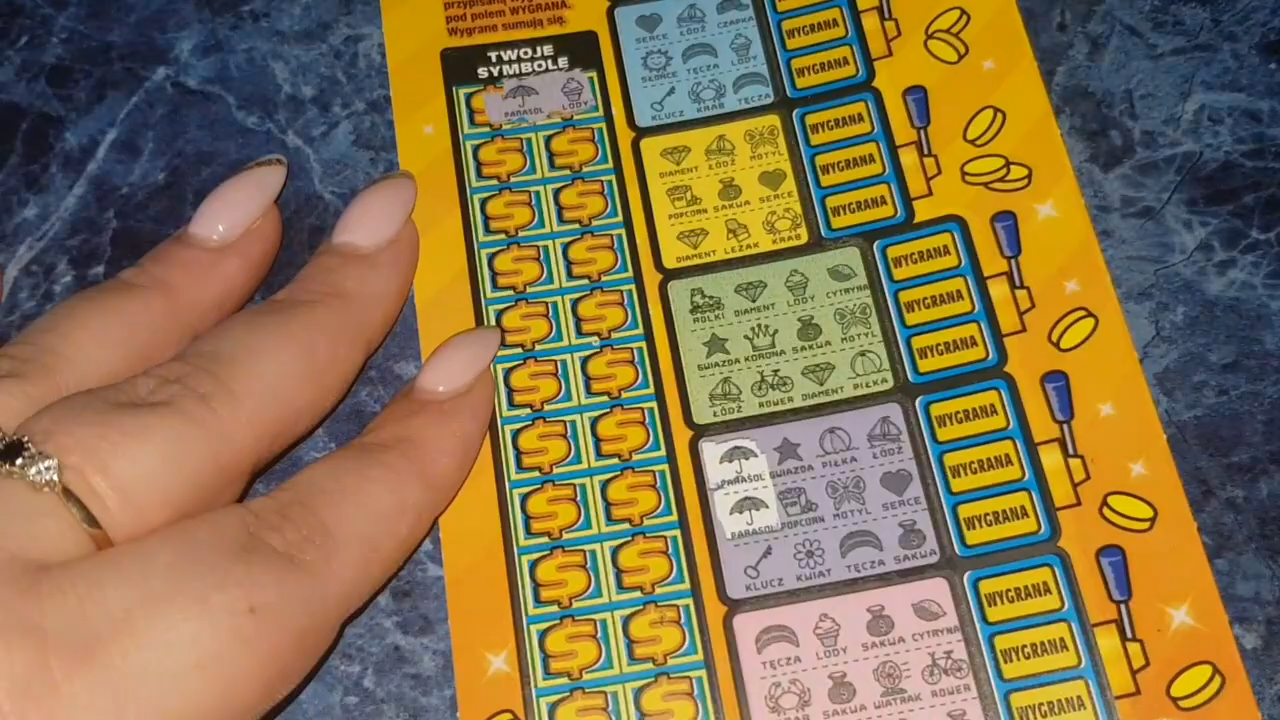 pod polem WYGRANA.
Wygrane sumują się.
TWOJE
SYMBOLE
PARASOL LODY
SERCE ŁÓDŹ CZAPKA
SŁOŃCE TĘCZA LODY
KLUCZ KRAB TĘCZA
WYGRANA
WYGRANA
DIAMENT ŁÓDŹ MOTYL
POPCORN SAKWA SERCE
DIAMENT LEŻAK KRAB
WYGRANA
WYGRANA
WYGRANA
ROLKI DIAMENT LODY CYTRYNA
GWIAZDA KORONA SAKWA MOTYL
ŁÓDŹ ROWER DIAMENT PIŁKA
WYGRANA
WYGRANA
WYGRANA
PARASOL GWIAZDA PIŁKA ŁÓDŹ
PARASOL POPCORN MOTYL SERCE
KLUCZ KWIAT TĘCZA SAKWA
WYGRANA
WYGRANA
WYGRANA
TĘCZA LODY SAKWA CYTRYNA
KRAB SAKWA WIATRAK ROWER
WYGRANA
WYGRANA
WYGRANA